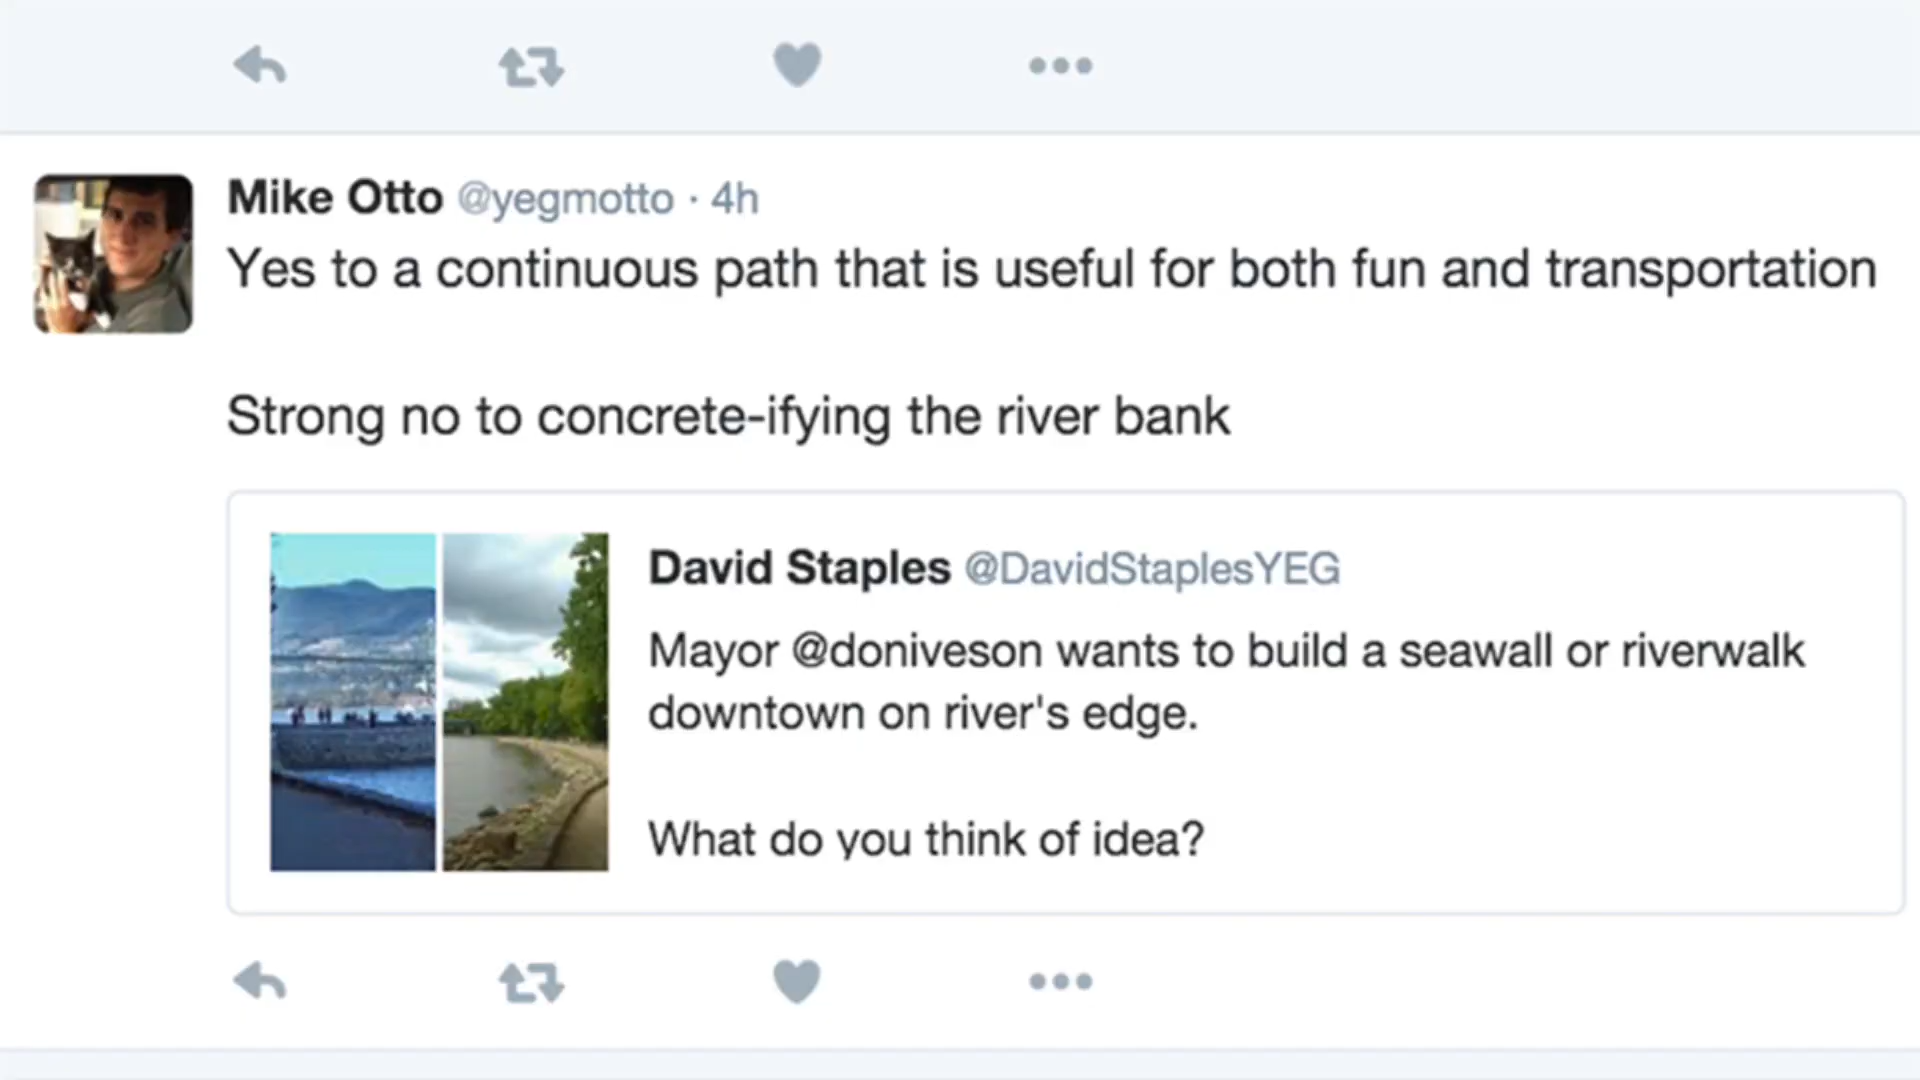 Mike Otto @yegmotto · 4h
Yes to a continuous path that is useful for both fun and transportation
Strong no to concrete-ifying the river bank
David Staples @DavidStaplesYEG
Mayor @doniveson wants to build a seawall or riverwalk
downtown on river's edge.
What do you think of idea?